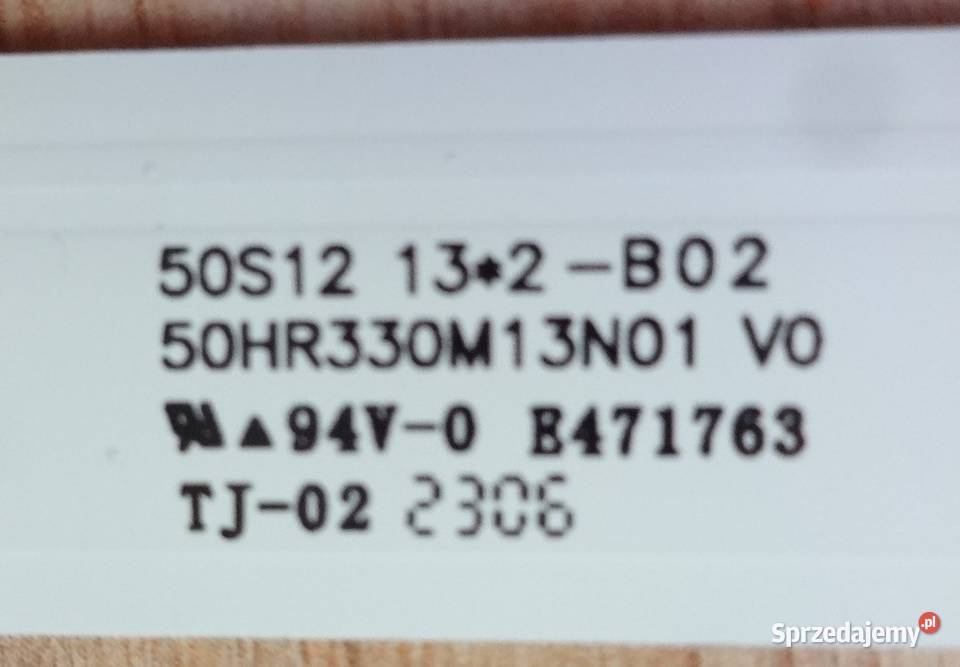 50S12 13*2-B02
50HR330M13N01 V0
▲94V-0 E471763
TJ-02 2306
Sprzedajemy.pl